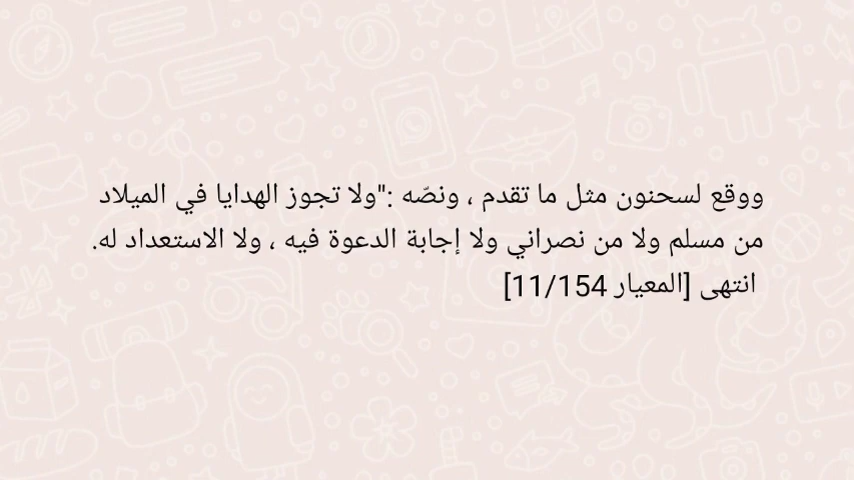 ووقع لسحنون مثل ما تقدم ، ونصّه :"ولا تجوز الهدايا في الميلاد
من مسلم ولا من نصراني ولا إجابة الدعوة فيه ، ولا الاستعداد له.
انتهى [المعيار 11/154]